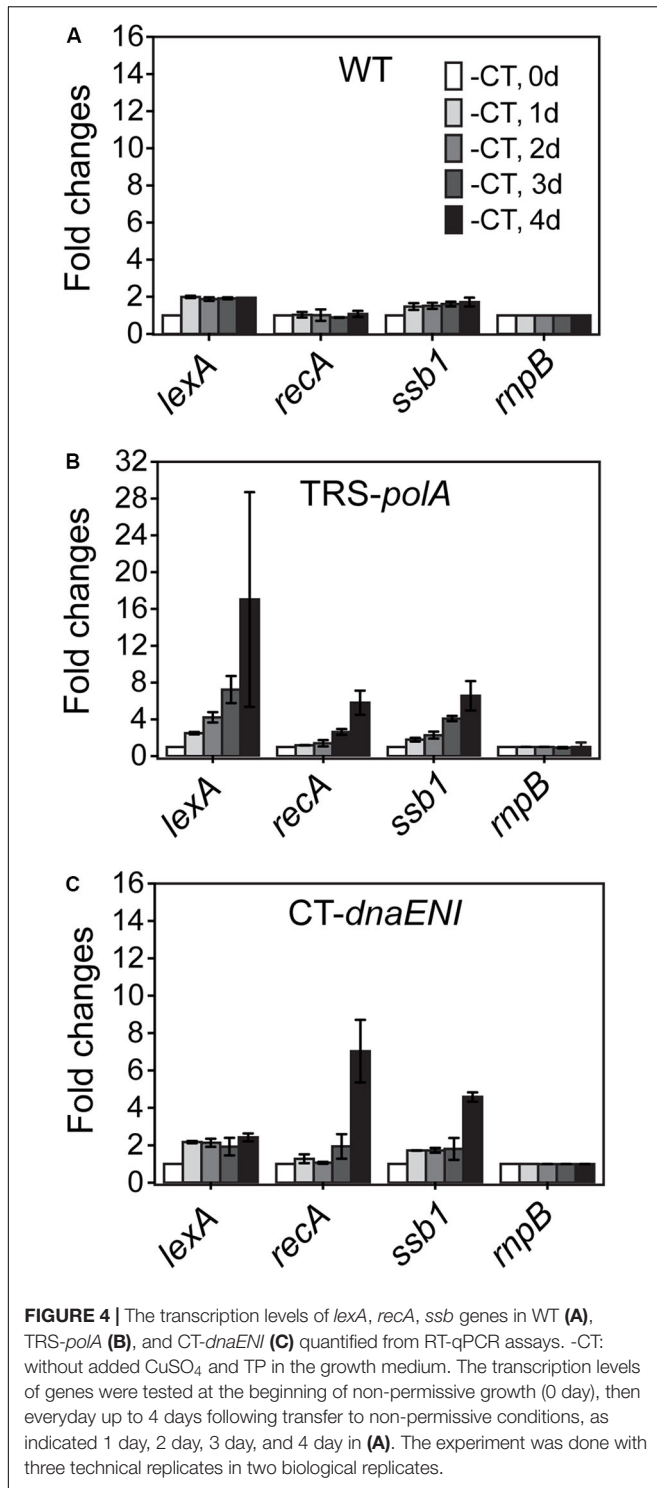 A
16
14
12
10
8
6
4
2
0
Fold changes
WT
-CT, 0d
-CT, 1d
-CT, 2d
-CT, 3d
-CT, 4d
lexA
recA
ssb1
rnpB
B
32
28
24
20
16
12
8
4
0
Fold changes
TRS-polA
lexA
recA
ssb1
rnpB
C
16
14
12
10
8
6
4
2
0
Fold changes
CT-dnaENI
lexA
recA
ssb1
rnpB
FIGURE 4 | The transcription levels of lexA, recA, ssb genes in WT (A),
TRS-polA (B), and CT-dnaENI (C) quantified from RT-qPCR assays. -CT:
without added CuSO₄ and TP in the growth medium. The transcription levels
of genes were tested at the beginning of non-permissive growth (0 day), then
everyday up to 4 days following transfer to non-permissive conditions, as
indicated 1 day, 2 day, 3 day, and 4 day in (A). The experiment was done with
three technical replicates in two biological replicates.